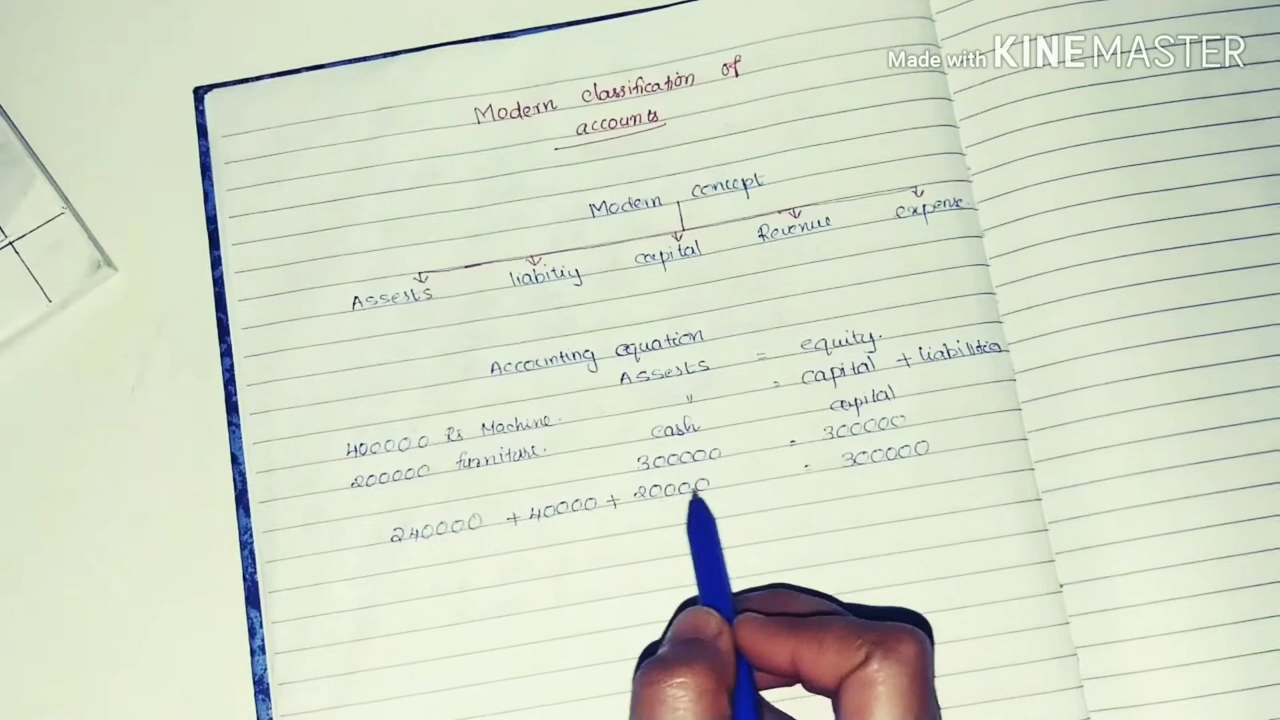 Made with KINEMASTER
Modern classification of
accounts
Modern concept
Assests liabitiy capital Revenue expense.
Accounting equation
Assests = equity.
" = capital + liabilities
cash capital
400000 Rs Machine. 300000 = 300000
200000 furniture.
240000 + 40000 + 20000 = 300000